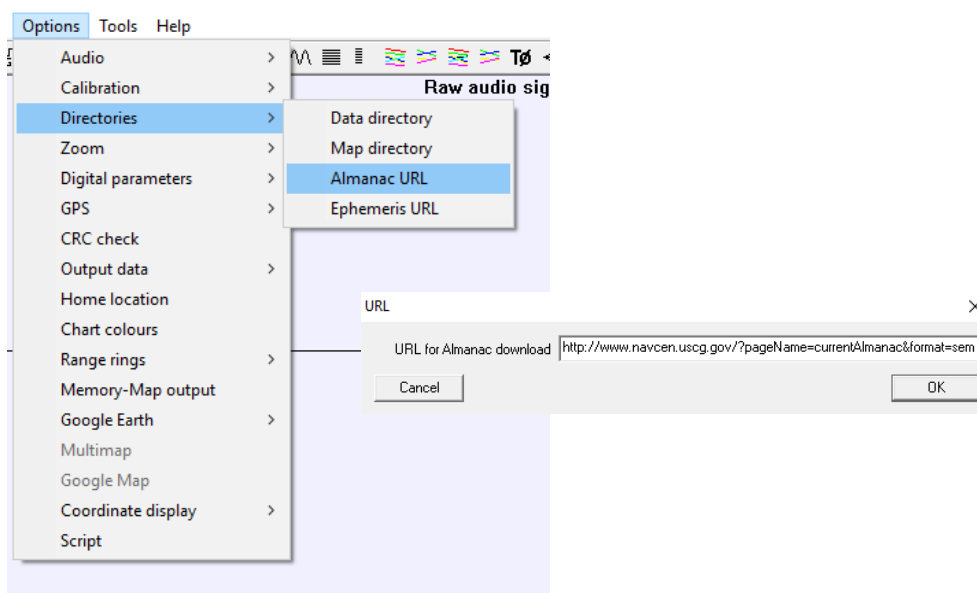 Options Tools Help
Audio
Calibration
Directories
Zoom
Digital parameters
GPS
CRC check
Output data
Home location
Chart colours
Range rings
Memory-Map output
Google Earth
Multimap
Google Map
Coordinate display
Script
TØ
Raw audio sig
Data directory
Map directory
Almanac URL
Ephemeris URL
URL
URL for Almanac download http://www.navcen.uscg.gov/?pageName=currentAlmanac&format=sem
Cancel OK